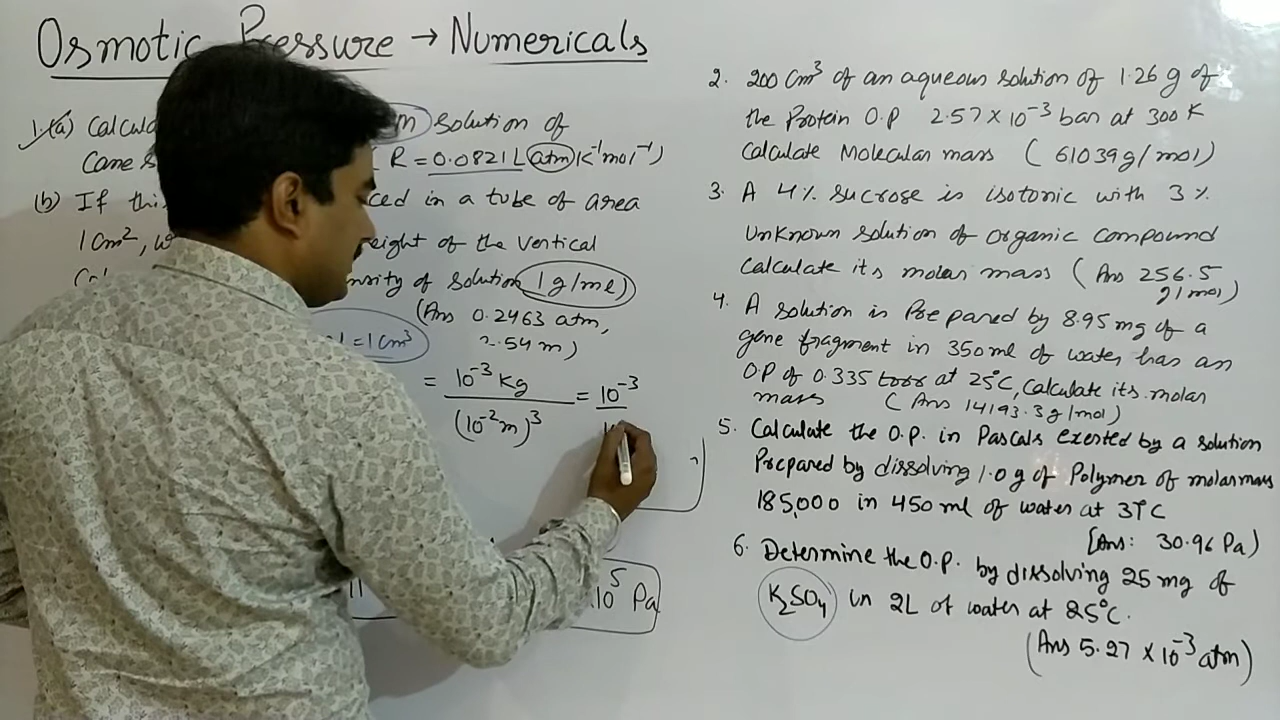 Osmotic Pressure → Numericals
1. (a) Calcula m solution of
Cane s R = 0.0821 L atm K⁻¹mol⁻¹)
(b) If this ced in a tube of area
1 cm², w eight of the vertical
nsity of solution 1 g/ml)
(Ans 0.2463 atm,
2.54 m)
= 1 cm³
= 10⁻³ Kg / (10⁻²m)³ = 10⁻³
10⁵ Pa
2. 200 Cm³ of an aqueous solution of 1.26 g of
the Protein O.P 2.57 × 10⁻³ bar at 300 K
Calculate Molecular mass ( 61039 g/mol)
3. A 4% sucrose is isotonic with 3%
Unknown solution of organic compound
Calculate its molar mass (Ans 256.5
g/mol)
4. A solution is Prepared by 8.95 mg of a
gene fragment in 350 ml of water has an
O.P of 0.335 torr at 25°C, Calculate its molar
mass (Ans 14193.3 g/mol)
5. Calculate the O.P. in Pascals exerted by a solution
Prepared by dissolving 1.0 g of Polymer of molar mass
185,000 in 450 ml of water at 37°C
[Ans: 30.96 Pa)
6. Determine the O.P. by dissolving 25 mg of
K₂SO₄ in 2L of water at 25°C.
(Ans 5.27 × 10⁻³ atm)